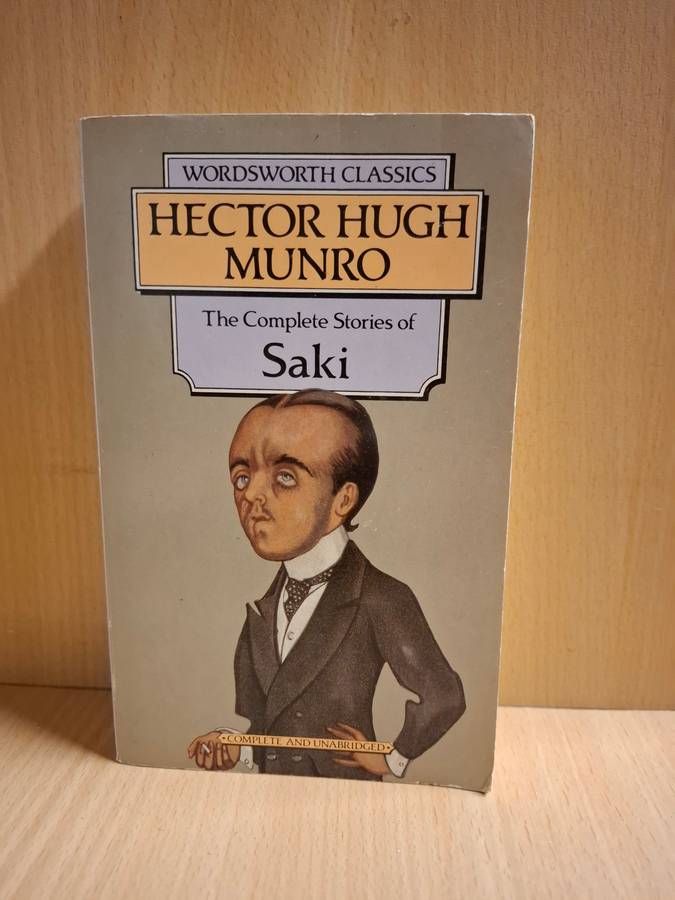 WORDSWORTH CLASSICS
HECTOR HUGH
MUNRO
The Complete Stories of
Saki
•COMPLETE AND UNABRIDGED•